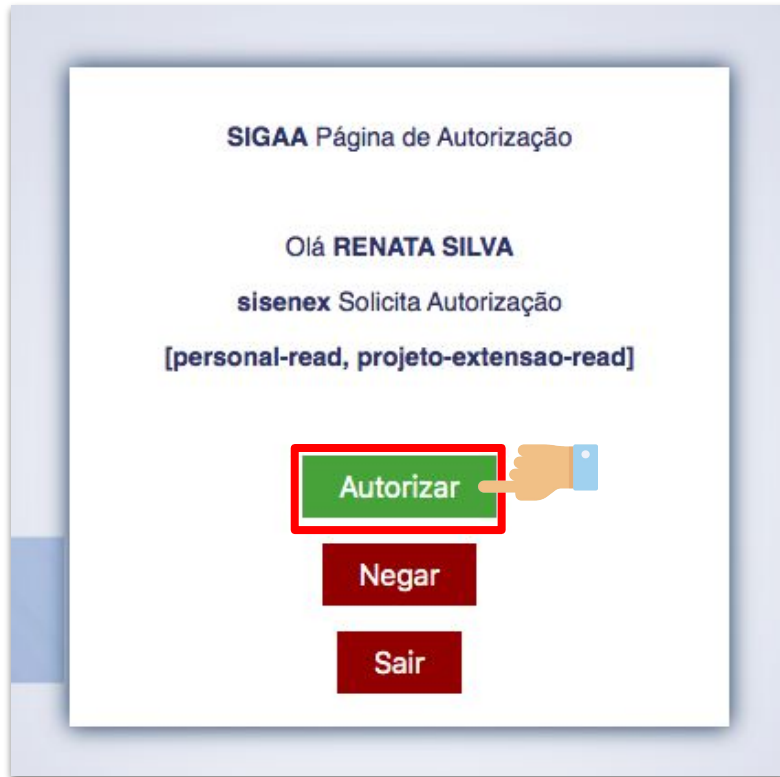 SIGAA Página de Autorização
Olá RENATA SILVA
sisenex Solicita Autorização
[personal-read, projeto-extensao-read]
Autorizar
Negar
Sair